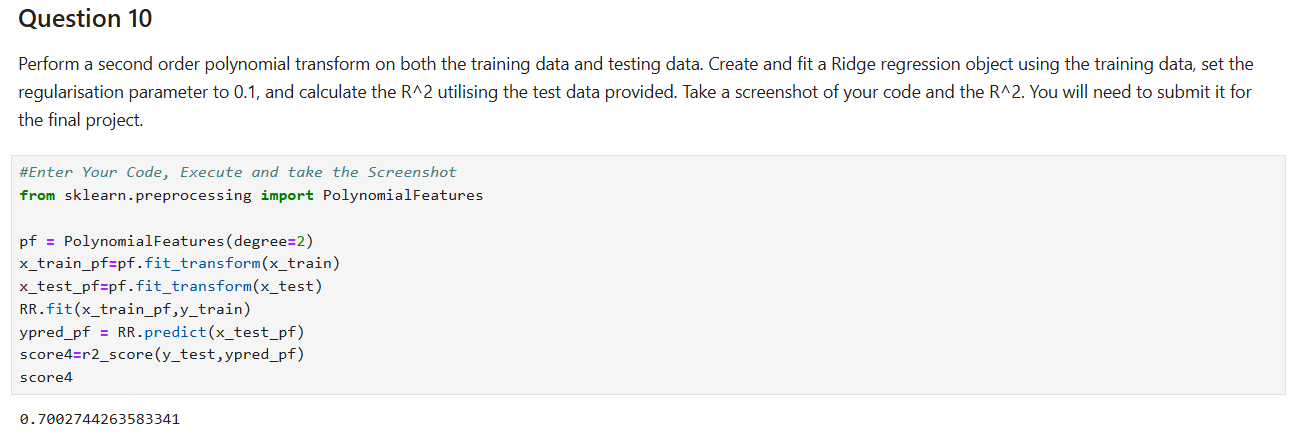 Question 10
Perform a second order polynomial transform on both the training data and testing data. Create and fit a Ridge regression object using the training data, set the
regularisation parameter to 0.1, and calculate the R^2 utilising the test data provided. Take a screenshot of your code and the R^2. You will need to submit it for
the final project.
#Enter Your Code, Execute and take the Screenshot
from sklearn.preprocessing import PolynomialFeatures
pf = PolynomialFeatures(degree=2)
x_train_pf=pf.fit_transform(x_train)
x_test_pf=pf.fit_transform(x_test)
RR.fit(x_train_pf,y_train)
ypred_pf = RR.predict(x_test_pf)
score4=r2_score(y_test,ypred_pf)
score4
0.7002744263583341